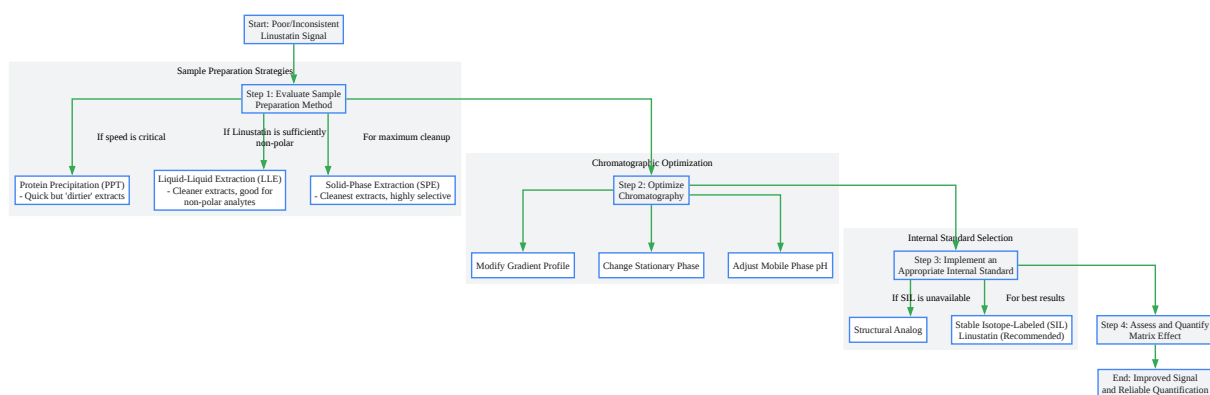 Start: Poor/Inconsistent
Linustatin Signal
Sample Preparation Strategies
Step 1: Evaluate Sample
Preparation Method
If speed is critical
If Linustatin is sufficiently
non-polar
For maximum cleanup
Protein Precipitation (PPT)
- Quick but 'dirtier' extracts
Liquid-Liquid Extraction (LLE)
- Cleaner extracts, good for
non-polar analytes
Solid-Phase Extraction (SPE)
- Cleanest extracts, highly selective
Chromatographic Optimization
Step 2: Optimize
Chromatography
Modify Gradient Profile
Change Stationary Phase
Adjust Mobile Phase pH
Internal Standard Selection
Step 3: Implement an
Appropriate Internal Standard
If SIL is unavailable
For best results
Structural Analog
Stable Isotope-Labeled (SIL)
Linustatin (Recommended)
Step 4: Assess and Quantify
Matrix Effect
End: Improved Signal
and Reliable Quantification